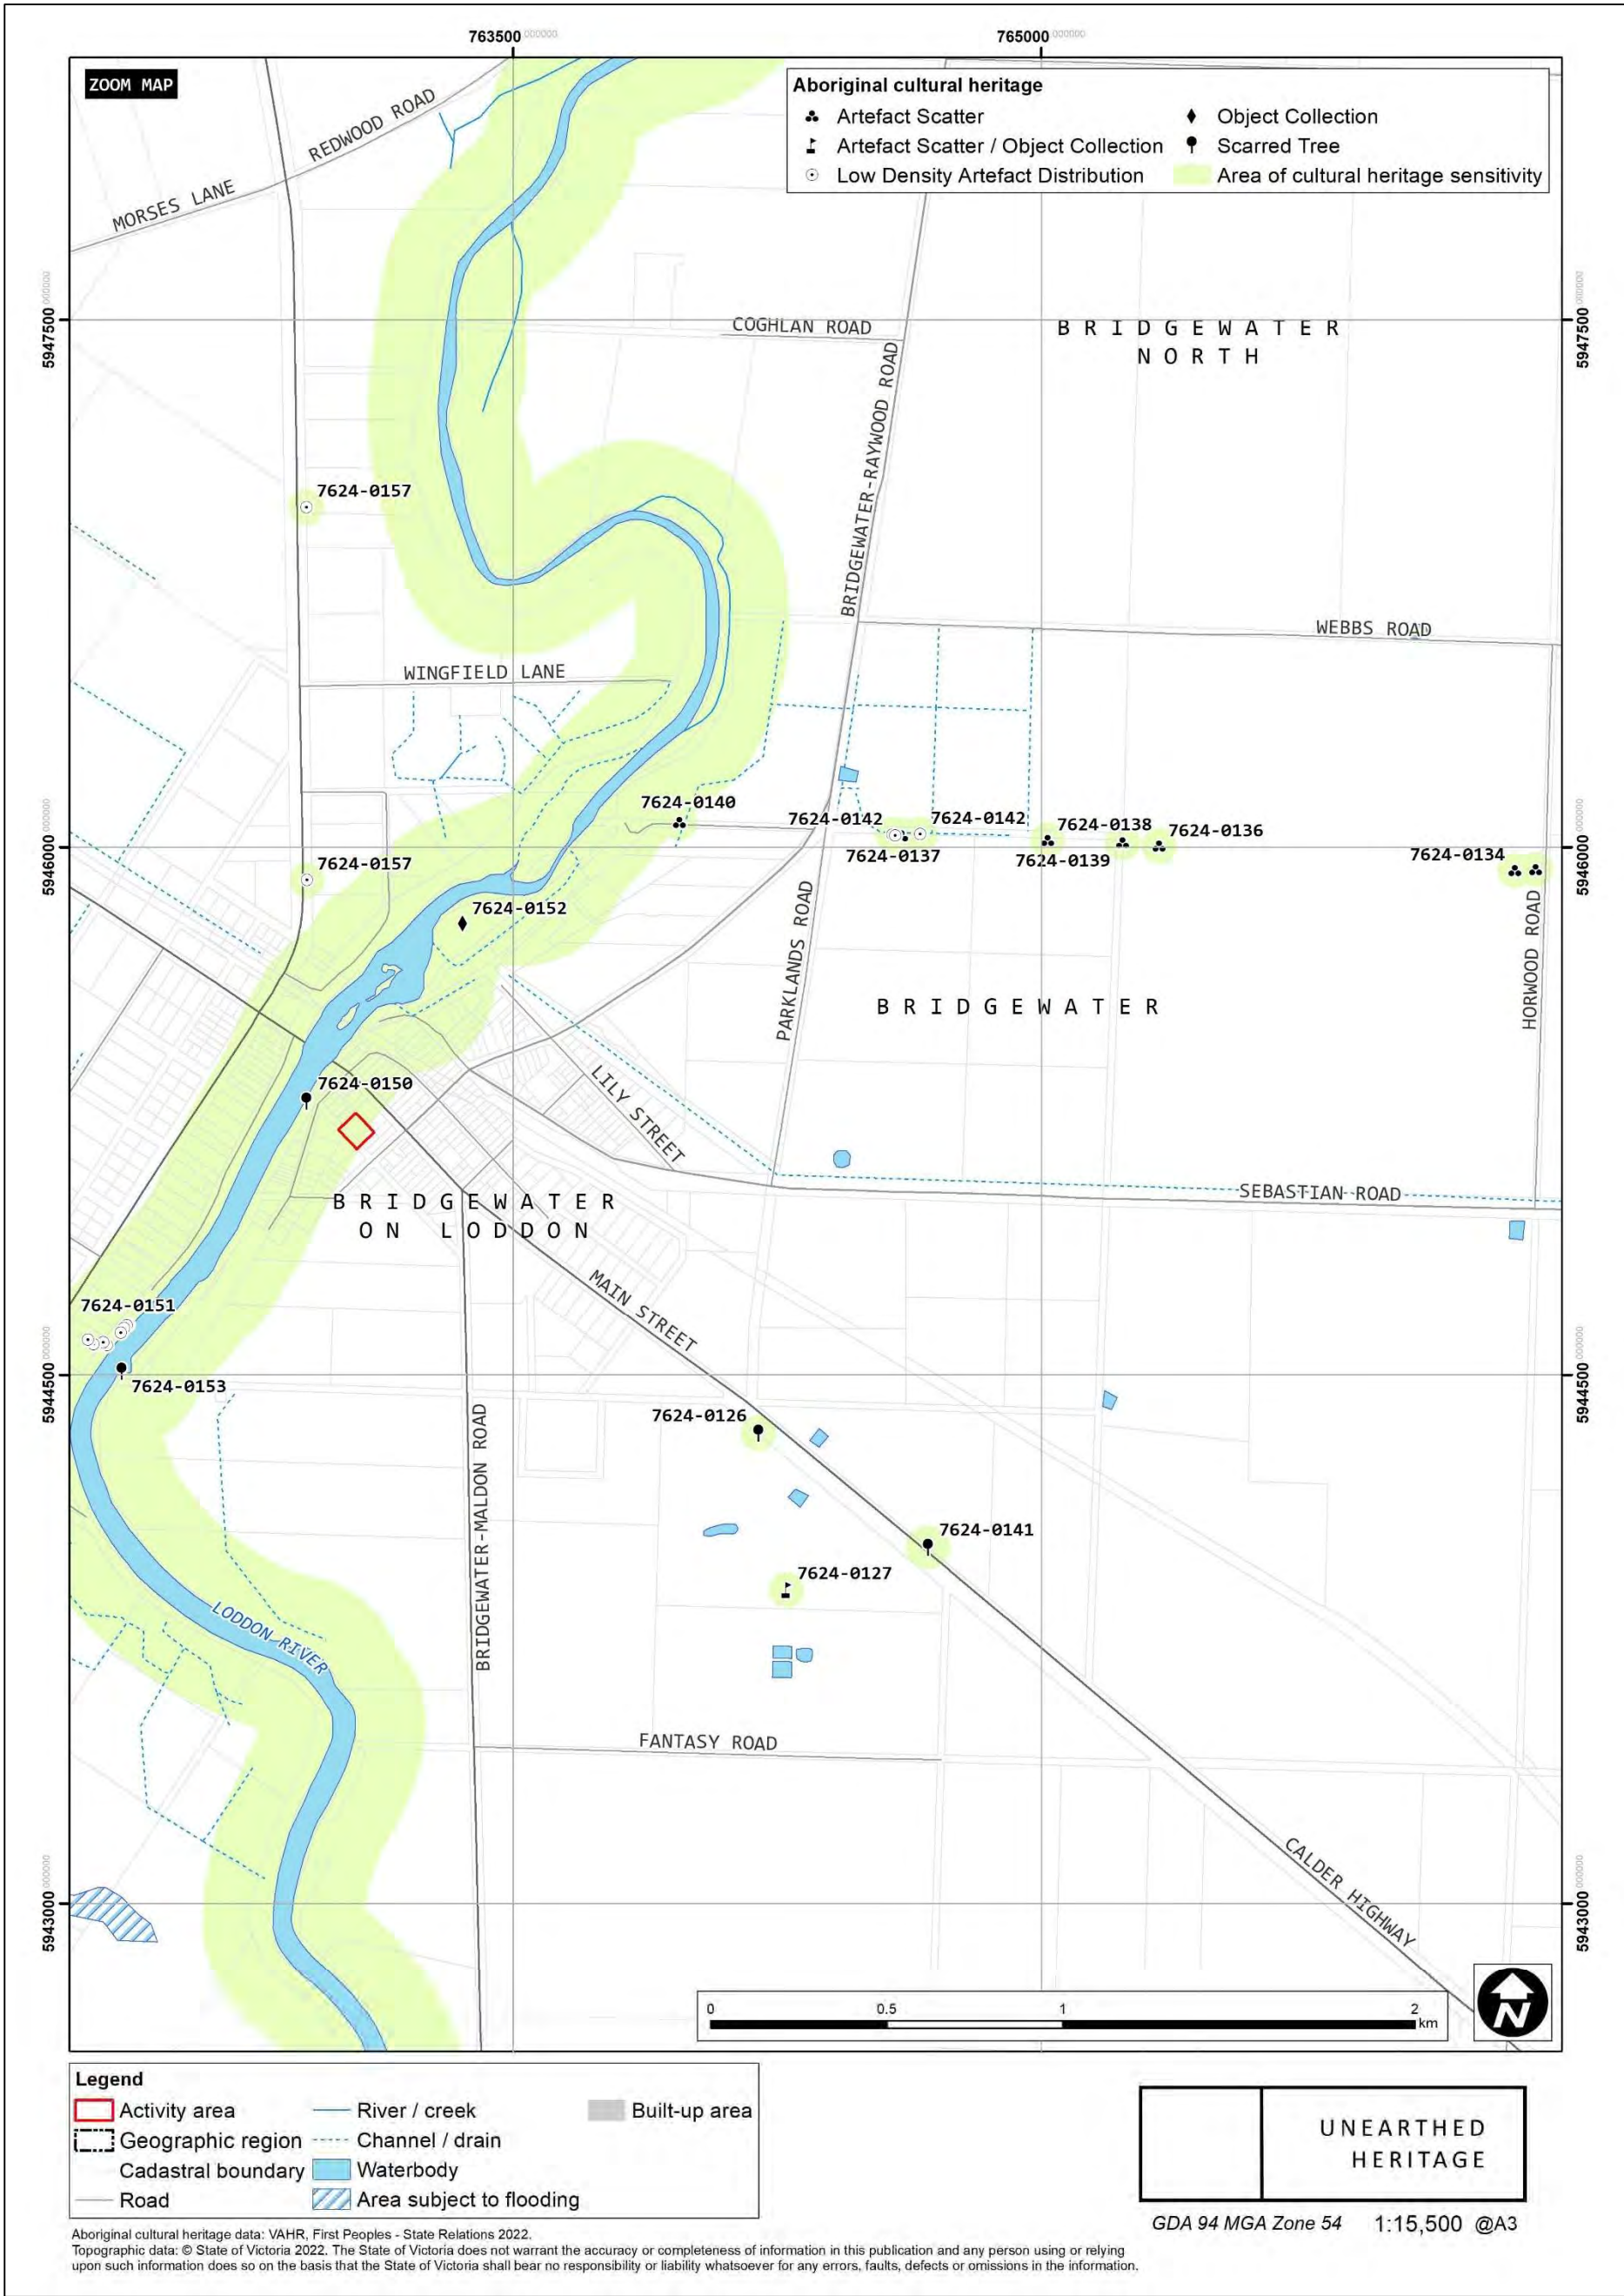 763500.000000 765000.000000
ZOOM MAP
Aboriginal cultural heritage
Artefact Scatter
Artefact Scatter / Object Collection
Low Density Artefact Distribution
Object Collection
Scarred Tree
Area of cultural heritage sensitivity
REDWOOD ROAD
MORSES LANE
5947500.000000
5947500.000000
COGHLAN ROAD
BRIDGEWATER
NORTH
BRIDGEWATER-RAYWOOD ROAD
7624-0157
WEBBS ROAD
WINGFIELD LANE
7624-0140
7624-0142
7624-0142
7624-0137
7624-0138
7624-0139
7624-0136
7624-0134
5946000.000000
5946000.000000
7624-0157
7624-0152
PARKLANDS ROAD
HORWOOD ROAD
BRIDGEWATER
7624-0150
LILY STREET
SEBASTIAN ROAD
BRIDGEWATER
ON LODDON
MAIN STREET
7624-0151
7624-0153
5944500.000000
5944500.000000
7624-0126
BRIDGEWATER-MALDON ROAD
7624-0141
7624-0127
LODDON RIVER
FANTASY ROAD
CALDER HIGHWAY
5943000.000000
5943000.000000
0 0.5 1 2
km
N
Legend
Activity area
Geographic region
Cadastral boundary
Road
River / creek
Channel / drain
Waterbody
Area subject to flooding
Built-up area
UNEARTHED
HERITAGE
GDA 94 MGA Zone 54 1:15,500 @A3
Aboriginal cultural heritage data: VAHR, First Peoples - State Relations 2022.
Topographic data: © State of Victoria 2022. The State of Victoria does not warrant the accuracy or completeness of information in this publication and any person using or relying
upon such information does so on the basis that the State of Victoria shall bear no responsibility or liability whatsoever for any errors, faults, defects or omissions in the information.